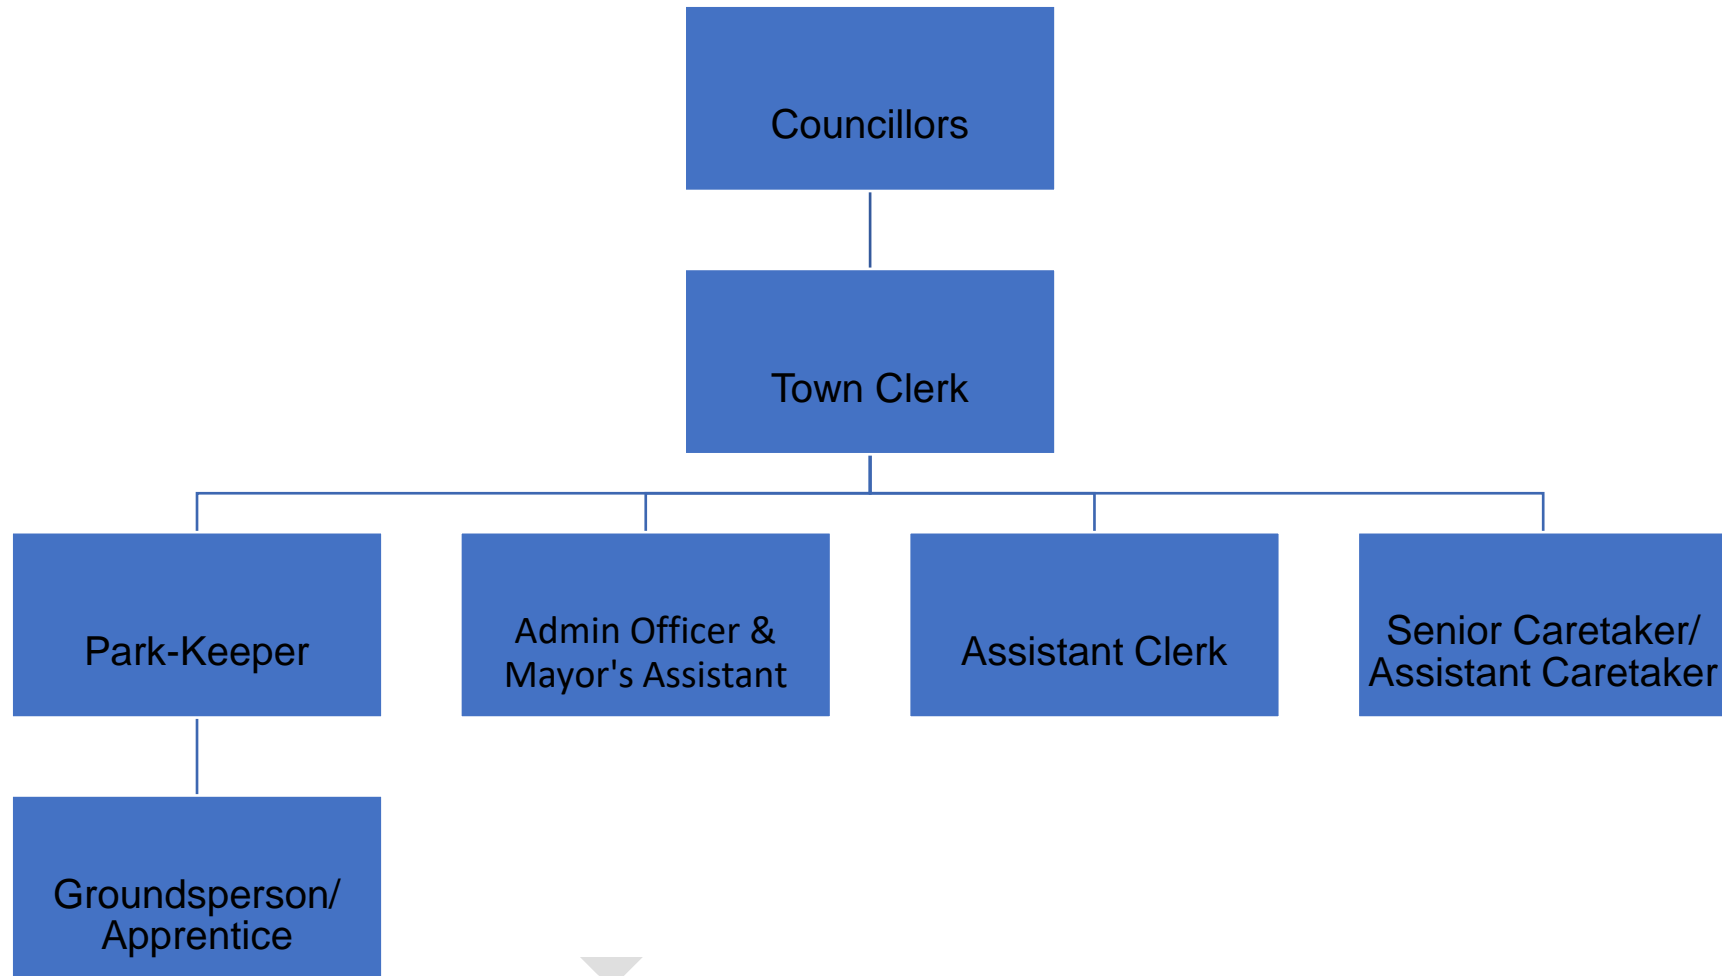 Councillors
Town Clerk
Park-Keeper
Admin Officer &
Mayor's Assistant
Assistant Clerk
Senior Caretaker/
Assistant Caretaker
Groundsperson/
Apprentice